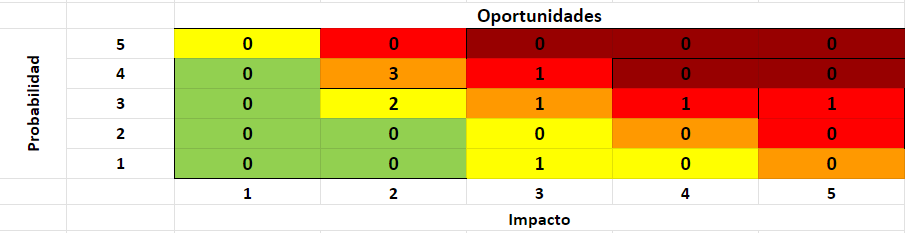 Oportunidades
Probabilidad
5 0 0 0 0 0
4 0 3 1 0 0
3 0 2 1 1 1
2 0 0 0 0 0
1 0 0 1 0 0
1 2 3 4 5
Impacto